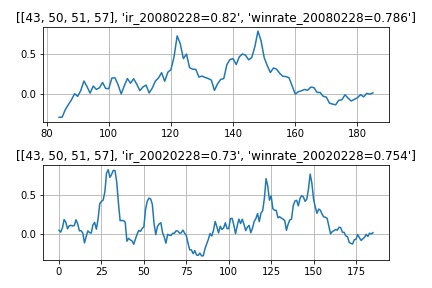 [[43, 50, 51, 57], 'ir_20080228=0.82', 'winrate_20080228=0.786']
0.5
0.0
80 100 120 140 160 180
[[43, 50, 51, 57], 'ir_20020228=0.73', 'winrate_20020228=0.754']
0.5
0.0
0 25 50 75 100 125 150 175